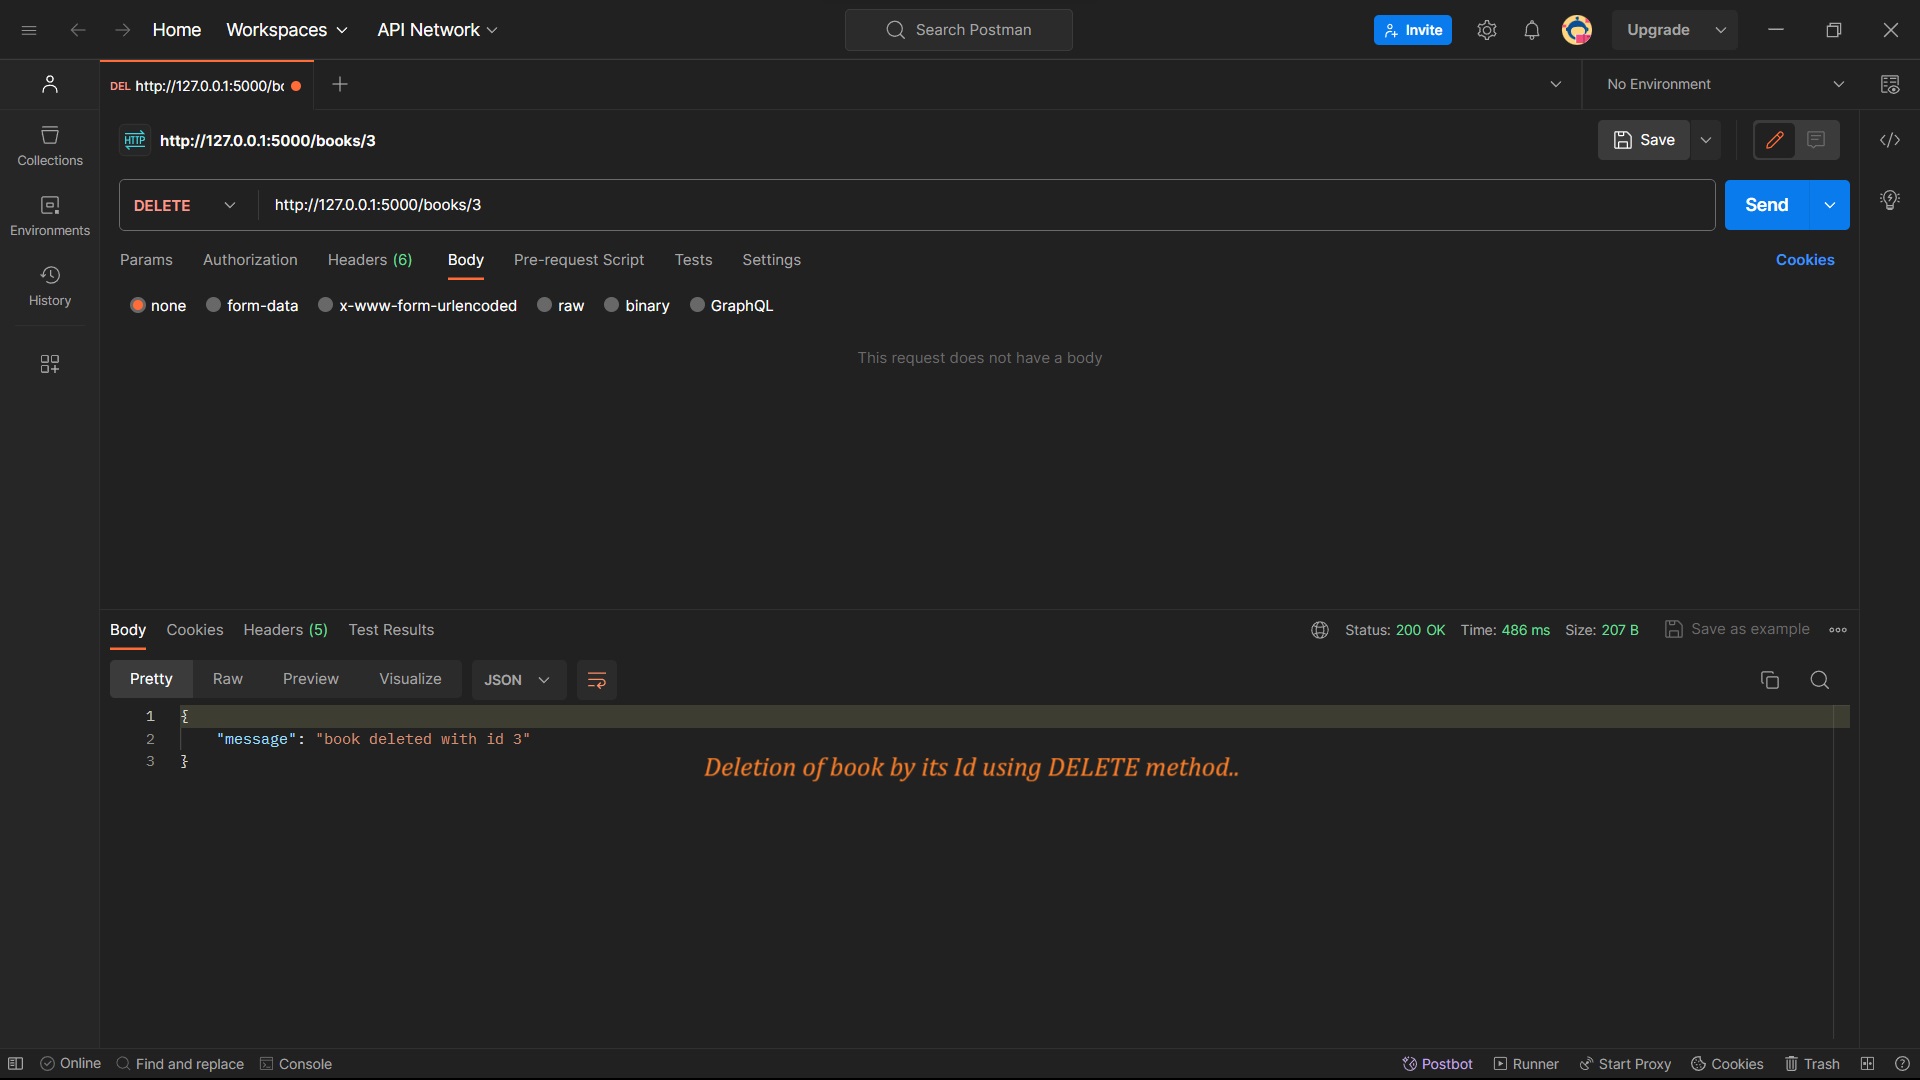 Home Workspaces API Network Search Postman Invite Upgrade
DEL http://127.0.0.1:5000/bo No Environment
HTTP http://127.0.0.1:5000/books/3 Save
Collections
DELETE http://127.0.0.1:5000/books/3 Send
Environments
Params Authorization Headers (6) Body Pre-request Script Tests Settings Cookies
History
none form-data x-www-form-urlencoded raw binary GraphQL
This request does not have a body
Body Cookies Headers (5) Test Results Status: 200 OK Time: 486 ms Size: 207 B Save as example
Pretty Raw Preview Visualize JSON
1 {
2 "message": "book deleted with id 3"
3 }
Deletion of book by its Id using DELETE method..
Online Find and replace Console Postbot Runner Start Proxy Cookies Trash